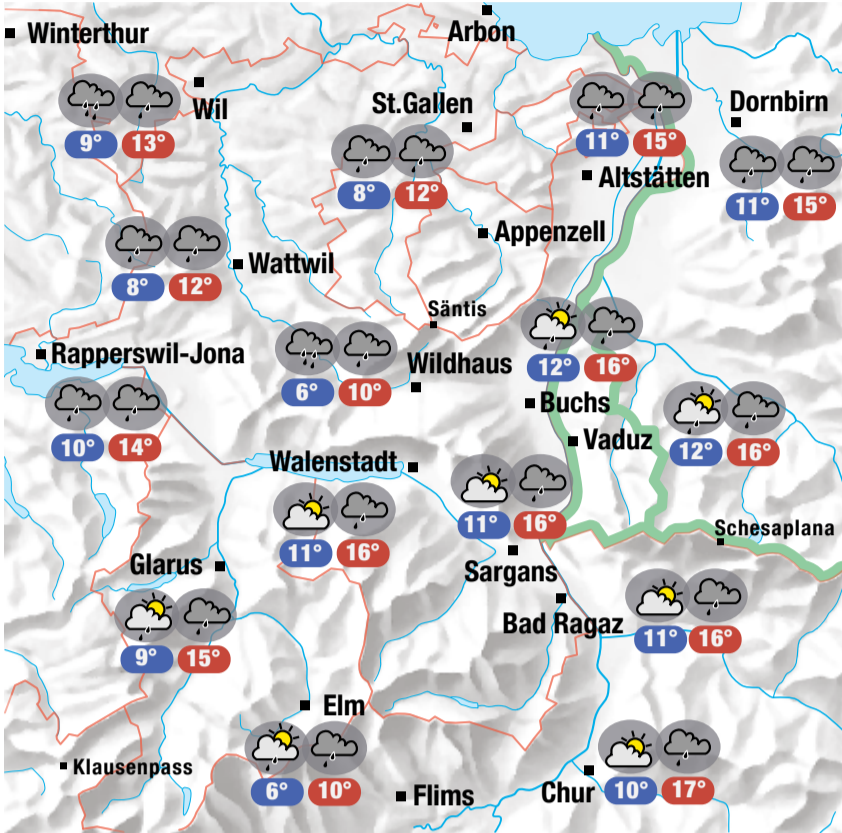 Winterthur
Arbon
Wil
9° 13°
St.Gallen
8° 12°
11° 15°
Altstätten
Dornbirn
11° 15°
Appenzell
Wattwil
8° 12°
Säntis
Rapperswil-Jona
10° 14°
6° 10°
Wildhaus
12° 16°
Buchs
Vaduz
12° 16°
Walenstadt
11° 16°
11° 16°
Sargans
Schesaplana
Glarus
9° 15°
Bad Ragaz
11° 16°
Elm
6° 10°
Klausenpass
Flims
Chur
10° 17°